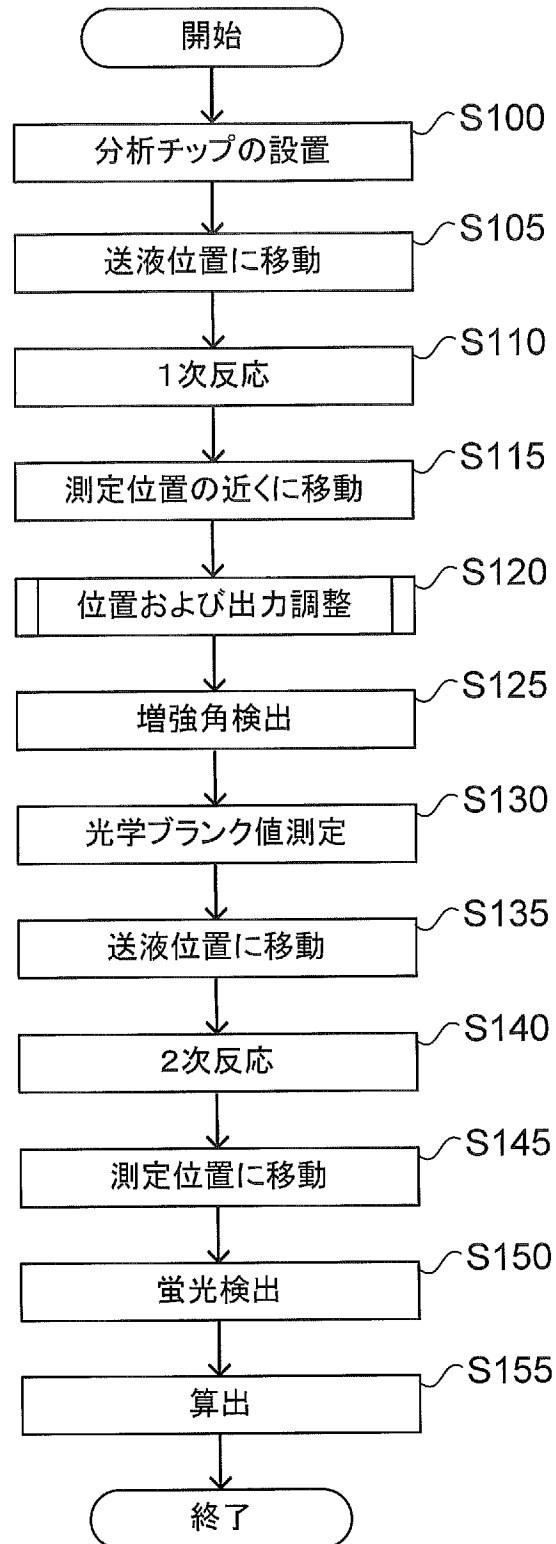 開始
S100
分析チップの設置
S105
送液位置に移動
S110
1次反応
S115
測定位置の近くに移動
S120
位置および出力調整
S125
増強角検出
S130
光学ブランク値測定
S135
送液位置に移動
S140
2次反応
S145
測定位置に移動
S150
蛍光検出
S155
算出
終了